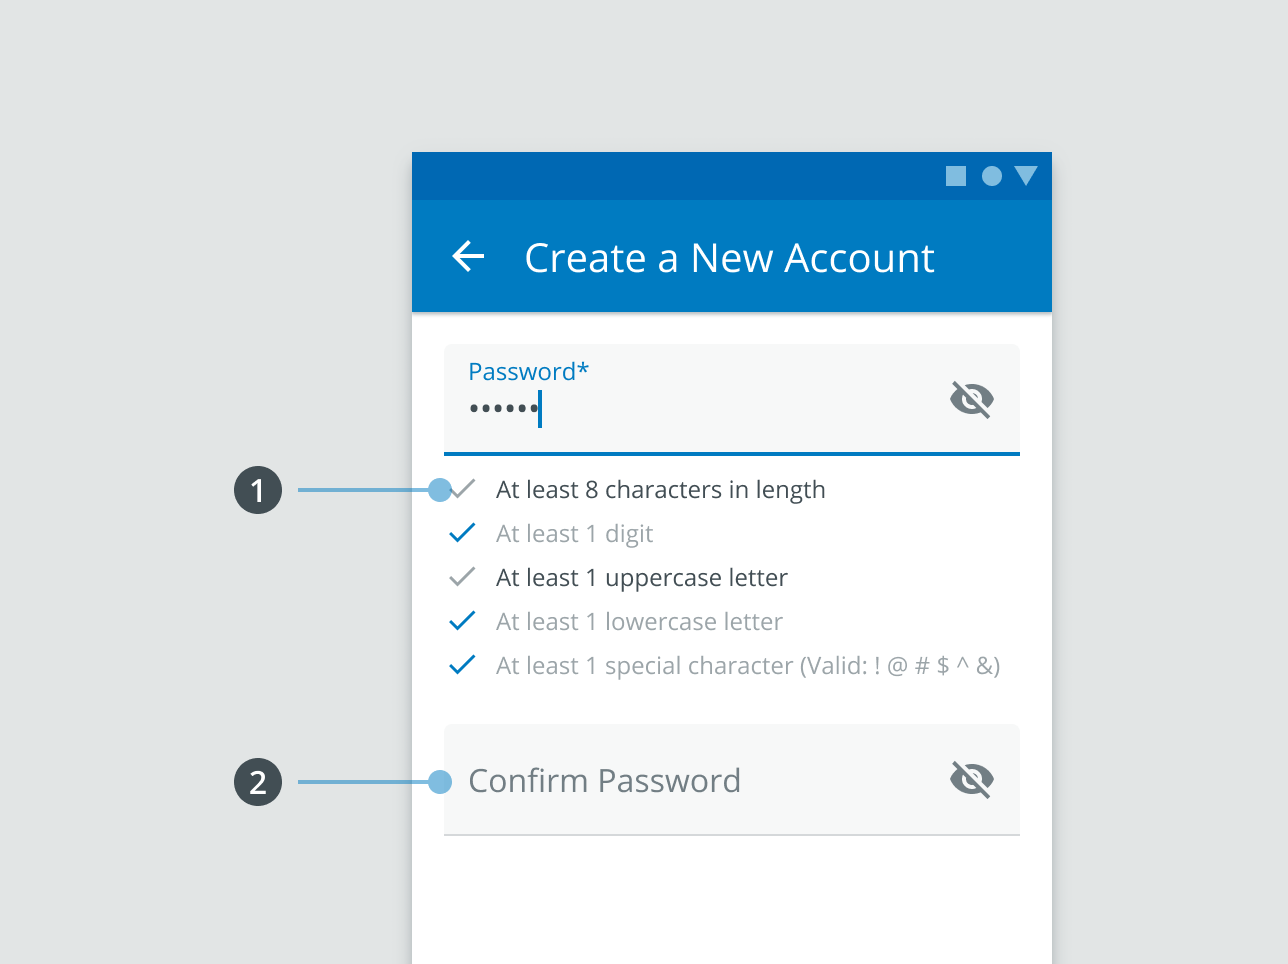 Create a New Account
Password*
••••••
1
At least 8 characters in length
At least 1 digit
At least 1 uppercase letter
At least 1 lowercase letter
At least 1 special character (Valid: ! @ # $ ^ &)
2
Confirm Password